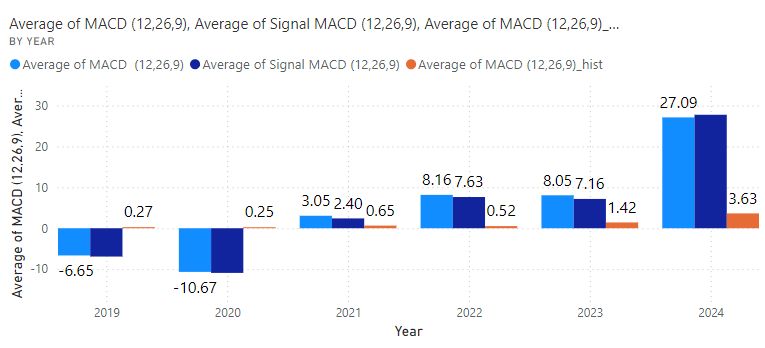 Average of MACD (12,26,9), Average of Signal MACD (12,26,9), Average of MACD (12,26,9)_...
BY YEAR
Average of MACD (12,26,9) Average of Signal MACD (12,26,9) Average of MACD (12,26,9)_hist
Average of MACD (12,26,9), Aver...
30
20
10
0
-10
-6.65
0.27
-10.67
0.25
3.05 2.40 0.65
8.16 7.63 0.52
8.05 7.16 1.42
27.09 3.63
2019 2020 2021 2022 2023 2024
Year